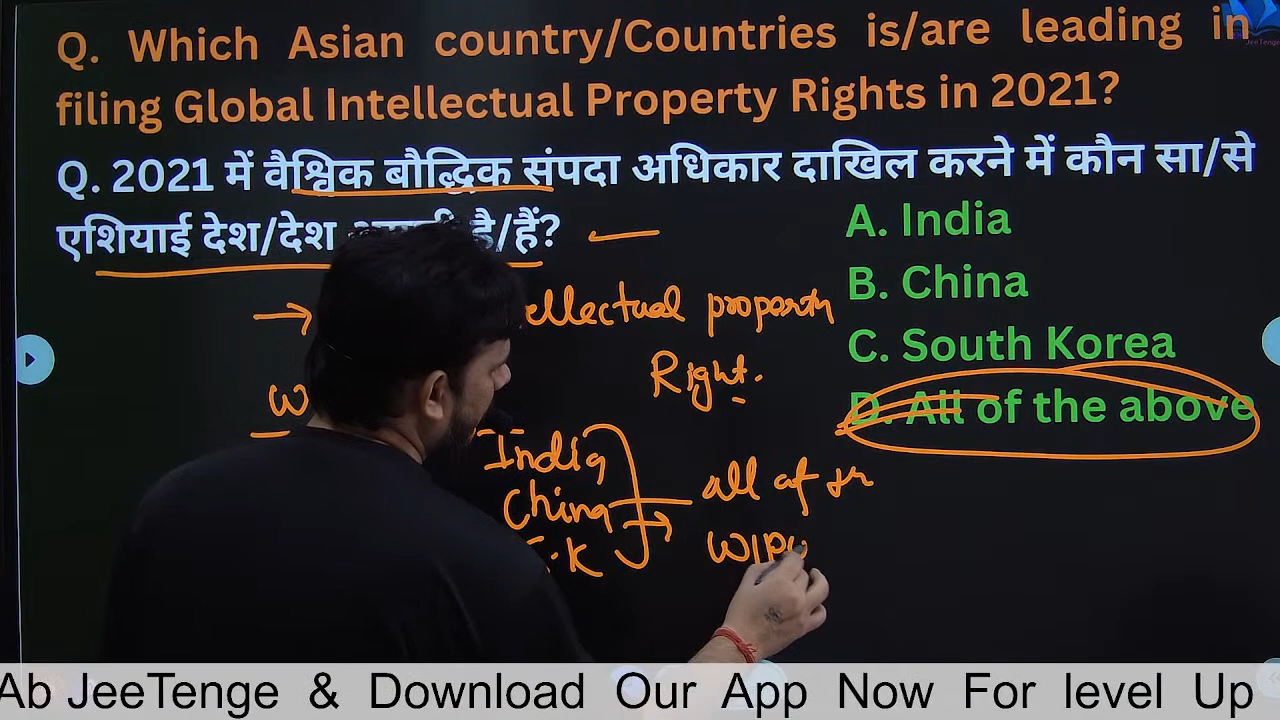 Q. Which Asian country/Countries is/are leading in
filing Global Intellectual Property Rights in 2021?
Q. 2021 में वैश्विक बौद्धिक संपदा अधिकार दाखिल करने में कौन सा/से
एशियाई देश/देश है/हैं?
A. India
B. China
C. South Korea
D. All of the above
ellectual property
Right.
W
India
China
K
all of
WIP
JeeTenge
Ab JeeTenge & Download Our App Now For level Up